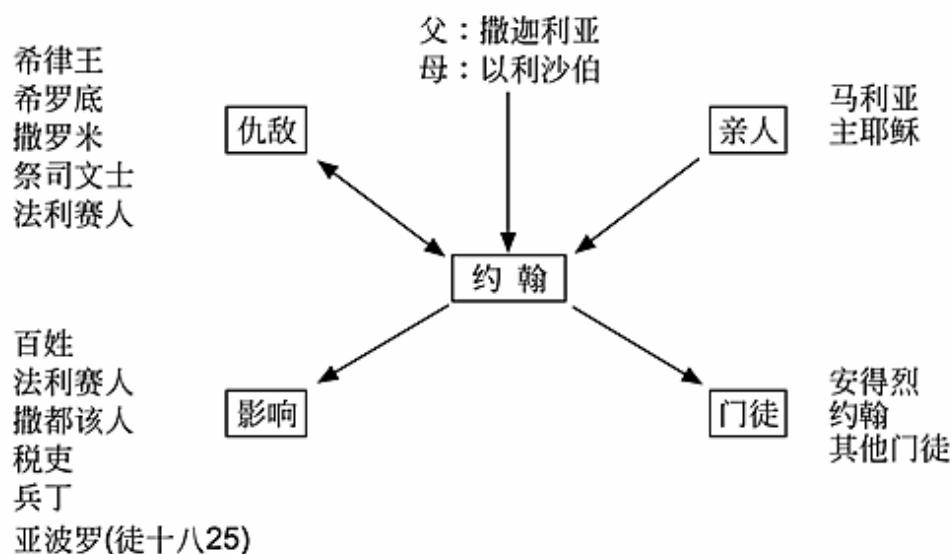 父：撒迦利亚
母：以利沙伯
希律王
希罗底
撒罗米
祭司文士
法利赛人
仇敌
亲人
马利亚
主耶稣
约 翰
百姓
法利赛人
撒都该人
税吏
兵丁
亚波罗(徒十八25)
影响
门徒
安得烈
约翰
其他门徒